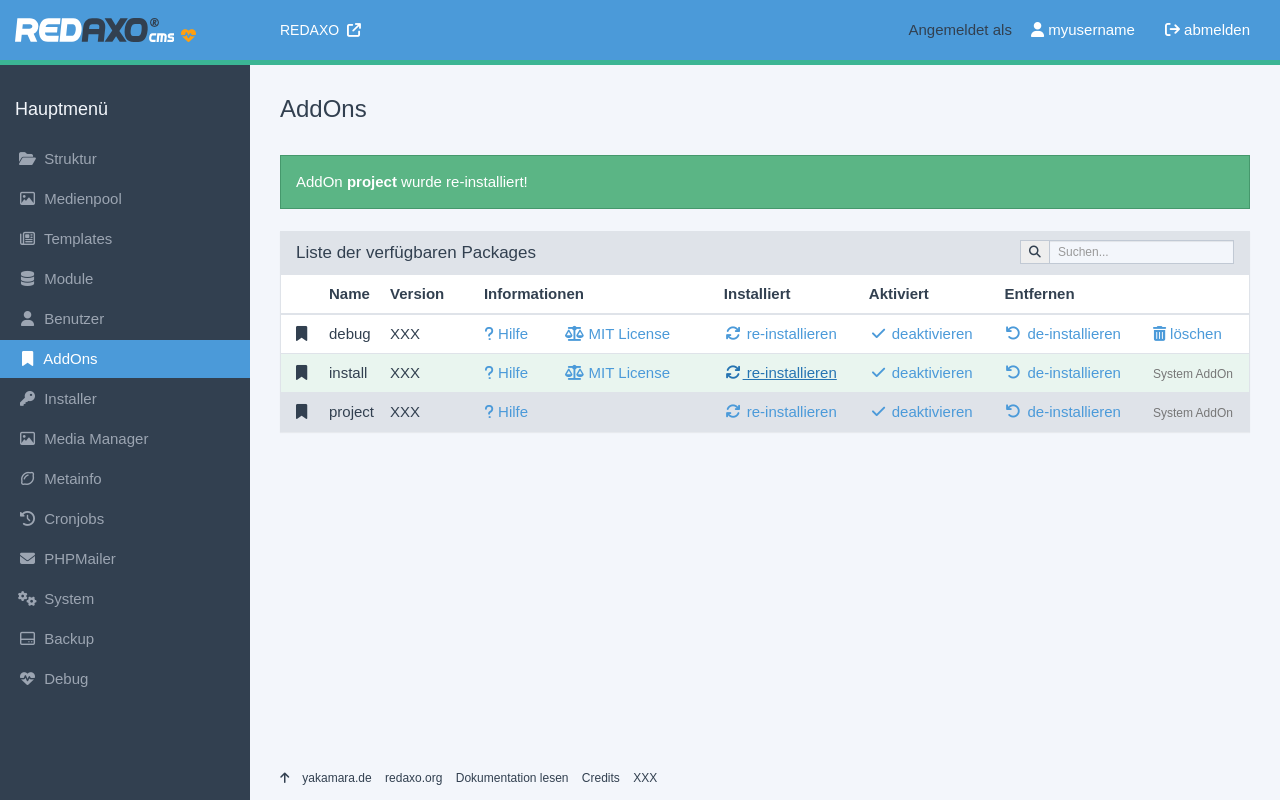 REDAXO® cms
REDAXO
Angemeldet als myusername abmelden
Hauptmenü
Struktur
Medienpool
Templates
Module
Benutzer
AddOns
Installer
Media Manager
Metainfo
Cronjobs
PHPMailer
System
Backup
Debug
AddOns
AddOn project wurde re-installiert!
Liste der verfügbaren Packages
Suchen...
Name Version Informationen Installiert Aktiviert Entfernen
debug XXX Hilfe MIT License re-installieren deaktivieren de-installieren löschen
install XXX Hilfe MIT License re-installieren deaktivieren de-installieren System AddOn
project XXX Hilfe re-installieren deaktivieren de-installieren System AddOn
yakamara.de redaxo.org Dokumentation lesen Credits XXX